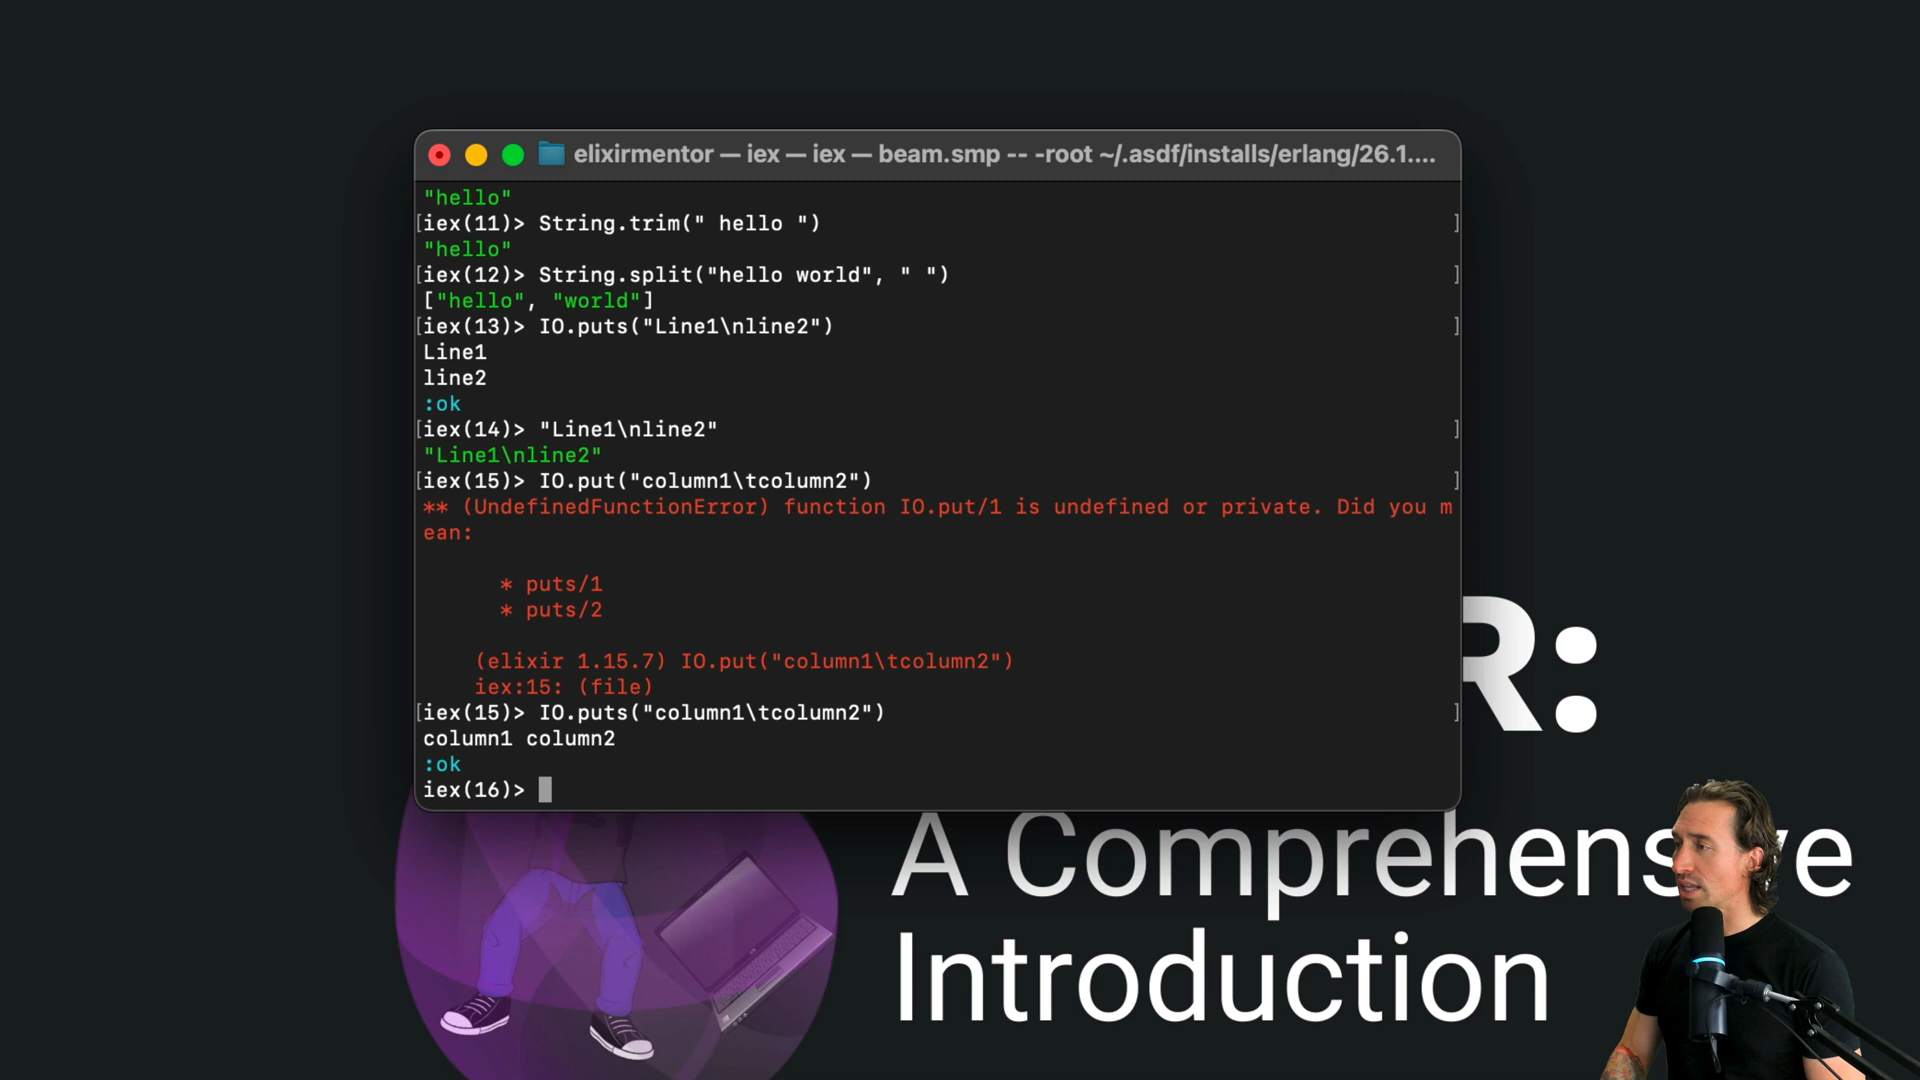 elixirmentor — iex — iex — beam.smp -- -root ~/.asdf/installs/erlang/26.1....
"hello"
[iex(11)> String.trim(" hello ")]
"hello"
[iex(12)> String.split("hello world", " ")]
["hello", "world"]
[iex(13)> IO.puts("Line1\nline2")]
Line1
line2
:ok
[iex(14)> "Line1\nline2"]
"Line1\nline2"
[iex(15)> IO.put("column1\tcolumn2")]
** (UndefinedFunctionError) function IO.put/1 is undefined or private. Did you m
ean:
* puts/1
* puts/2
(elixir 1.15.7) IO.put("column1\tcolumn2")
iex:15: (file)
[iex(15)> IO.puts("column1\tcolumn2")]
column1 column2
:ok
iex(16)>
R:
A Comprehens ve
Introduction